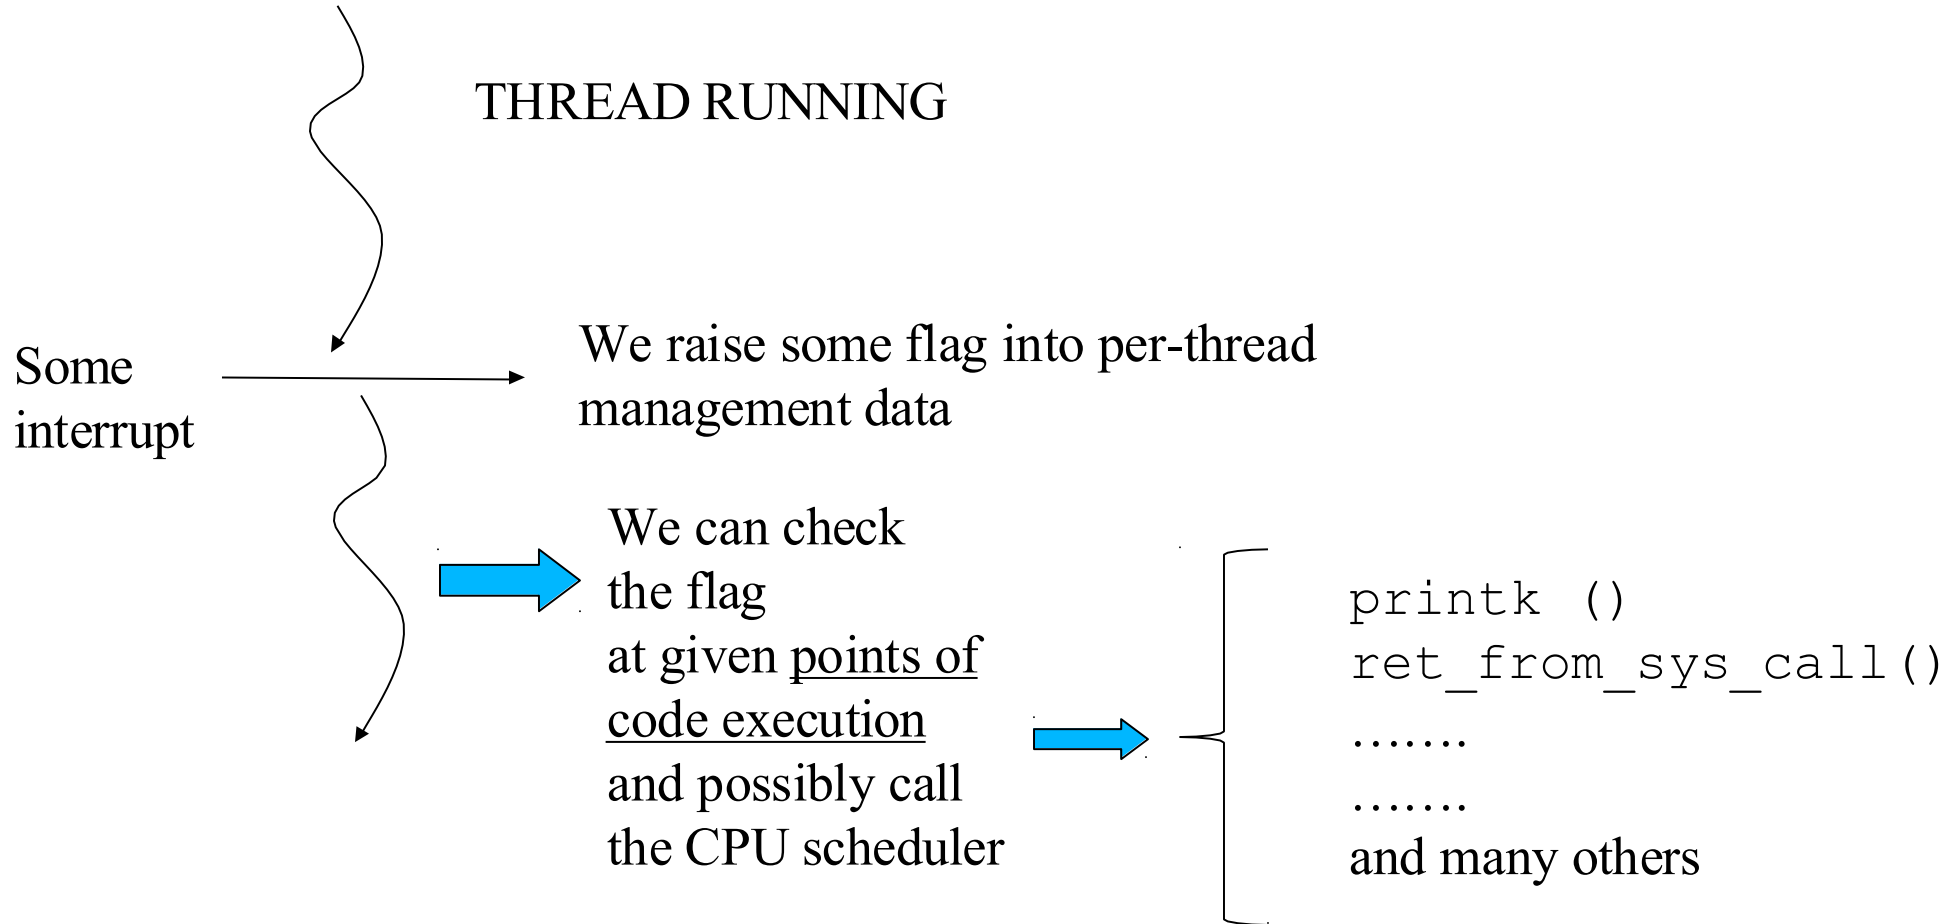 THREAD RUNNING
Some
interrupt
We raise some flag into per-thread
management data
We can check
the flag
at given points of
code execution
and possibly call
the CPU scheduler
printk ()
ret_from_sys_call()
…….
…….
and many others